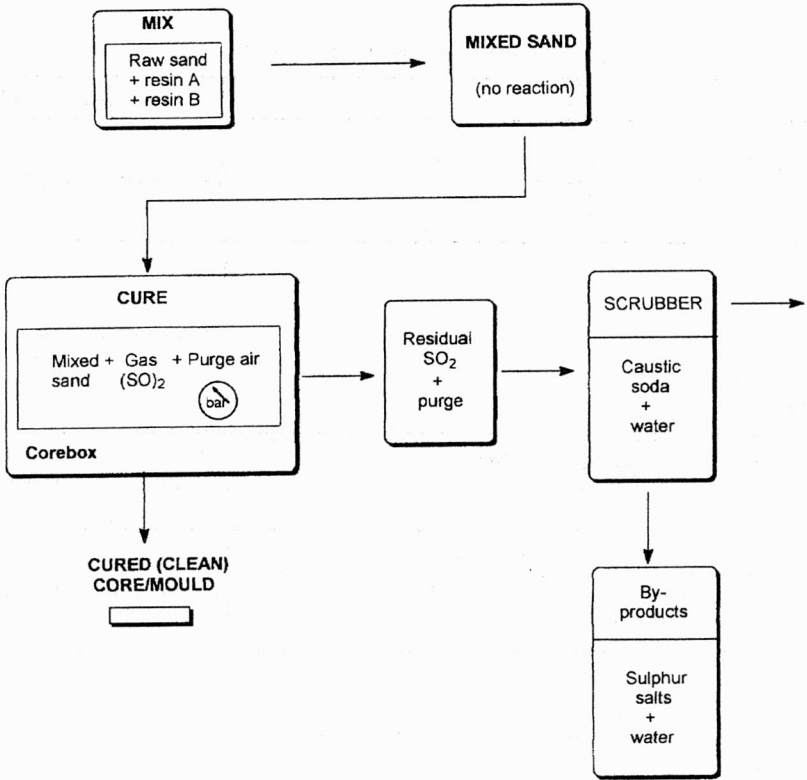 MIX
Raw sand
+ resin A
+ resin B
MIXED SAND
(no reaction)
CURE
Mixed + Gas + Purge air
sand (SO)₂
bar
Corebox
Residual
SO₂
+
purge
SCRUBBER
Caustic
soda
+
water
CURED (CLEAN)
CORE/MOULD
By-
products
Sulphur
salts
+
water